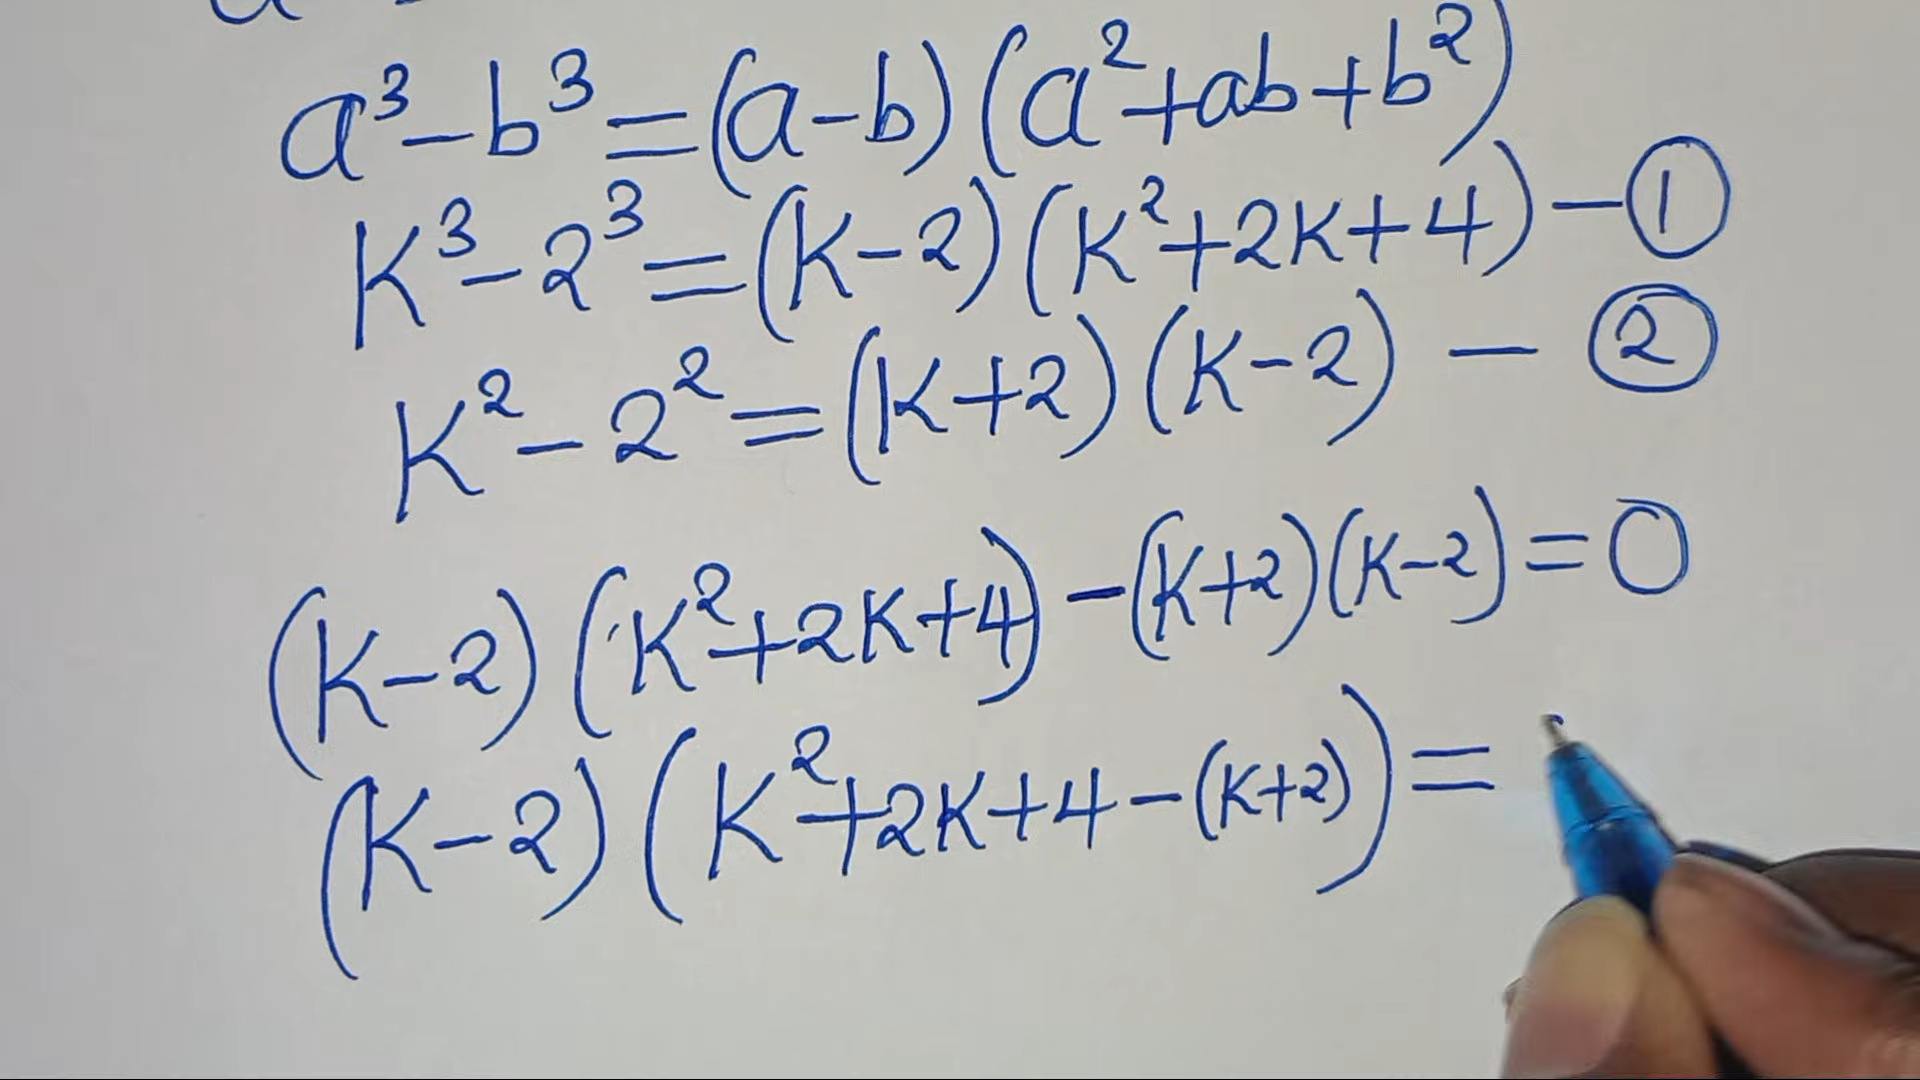 a³-b³=(a-b)(a²+ab+b²)
K³-2³=(K-2)(K²+2K+4)-①
K²-2²=(K+2)(K-2)-②
(K-2)(K²+2K+4)-(K+2)(K-2)=0
(K-2)(K²+2K+4-(K+2))=